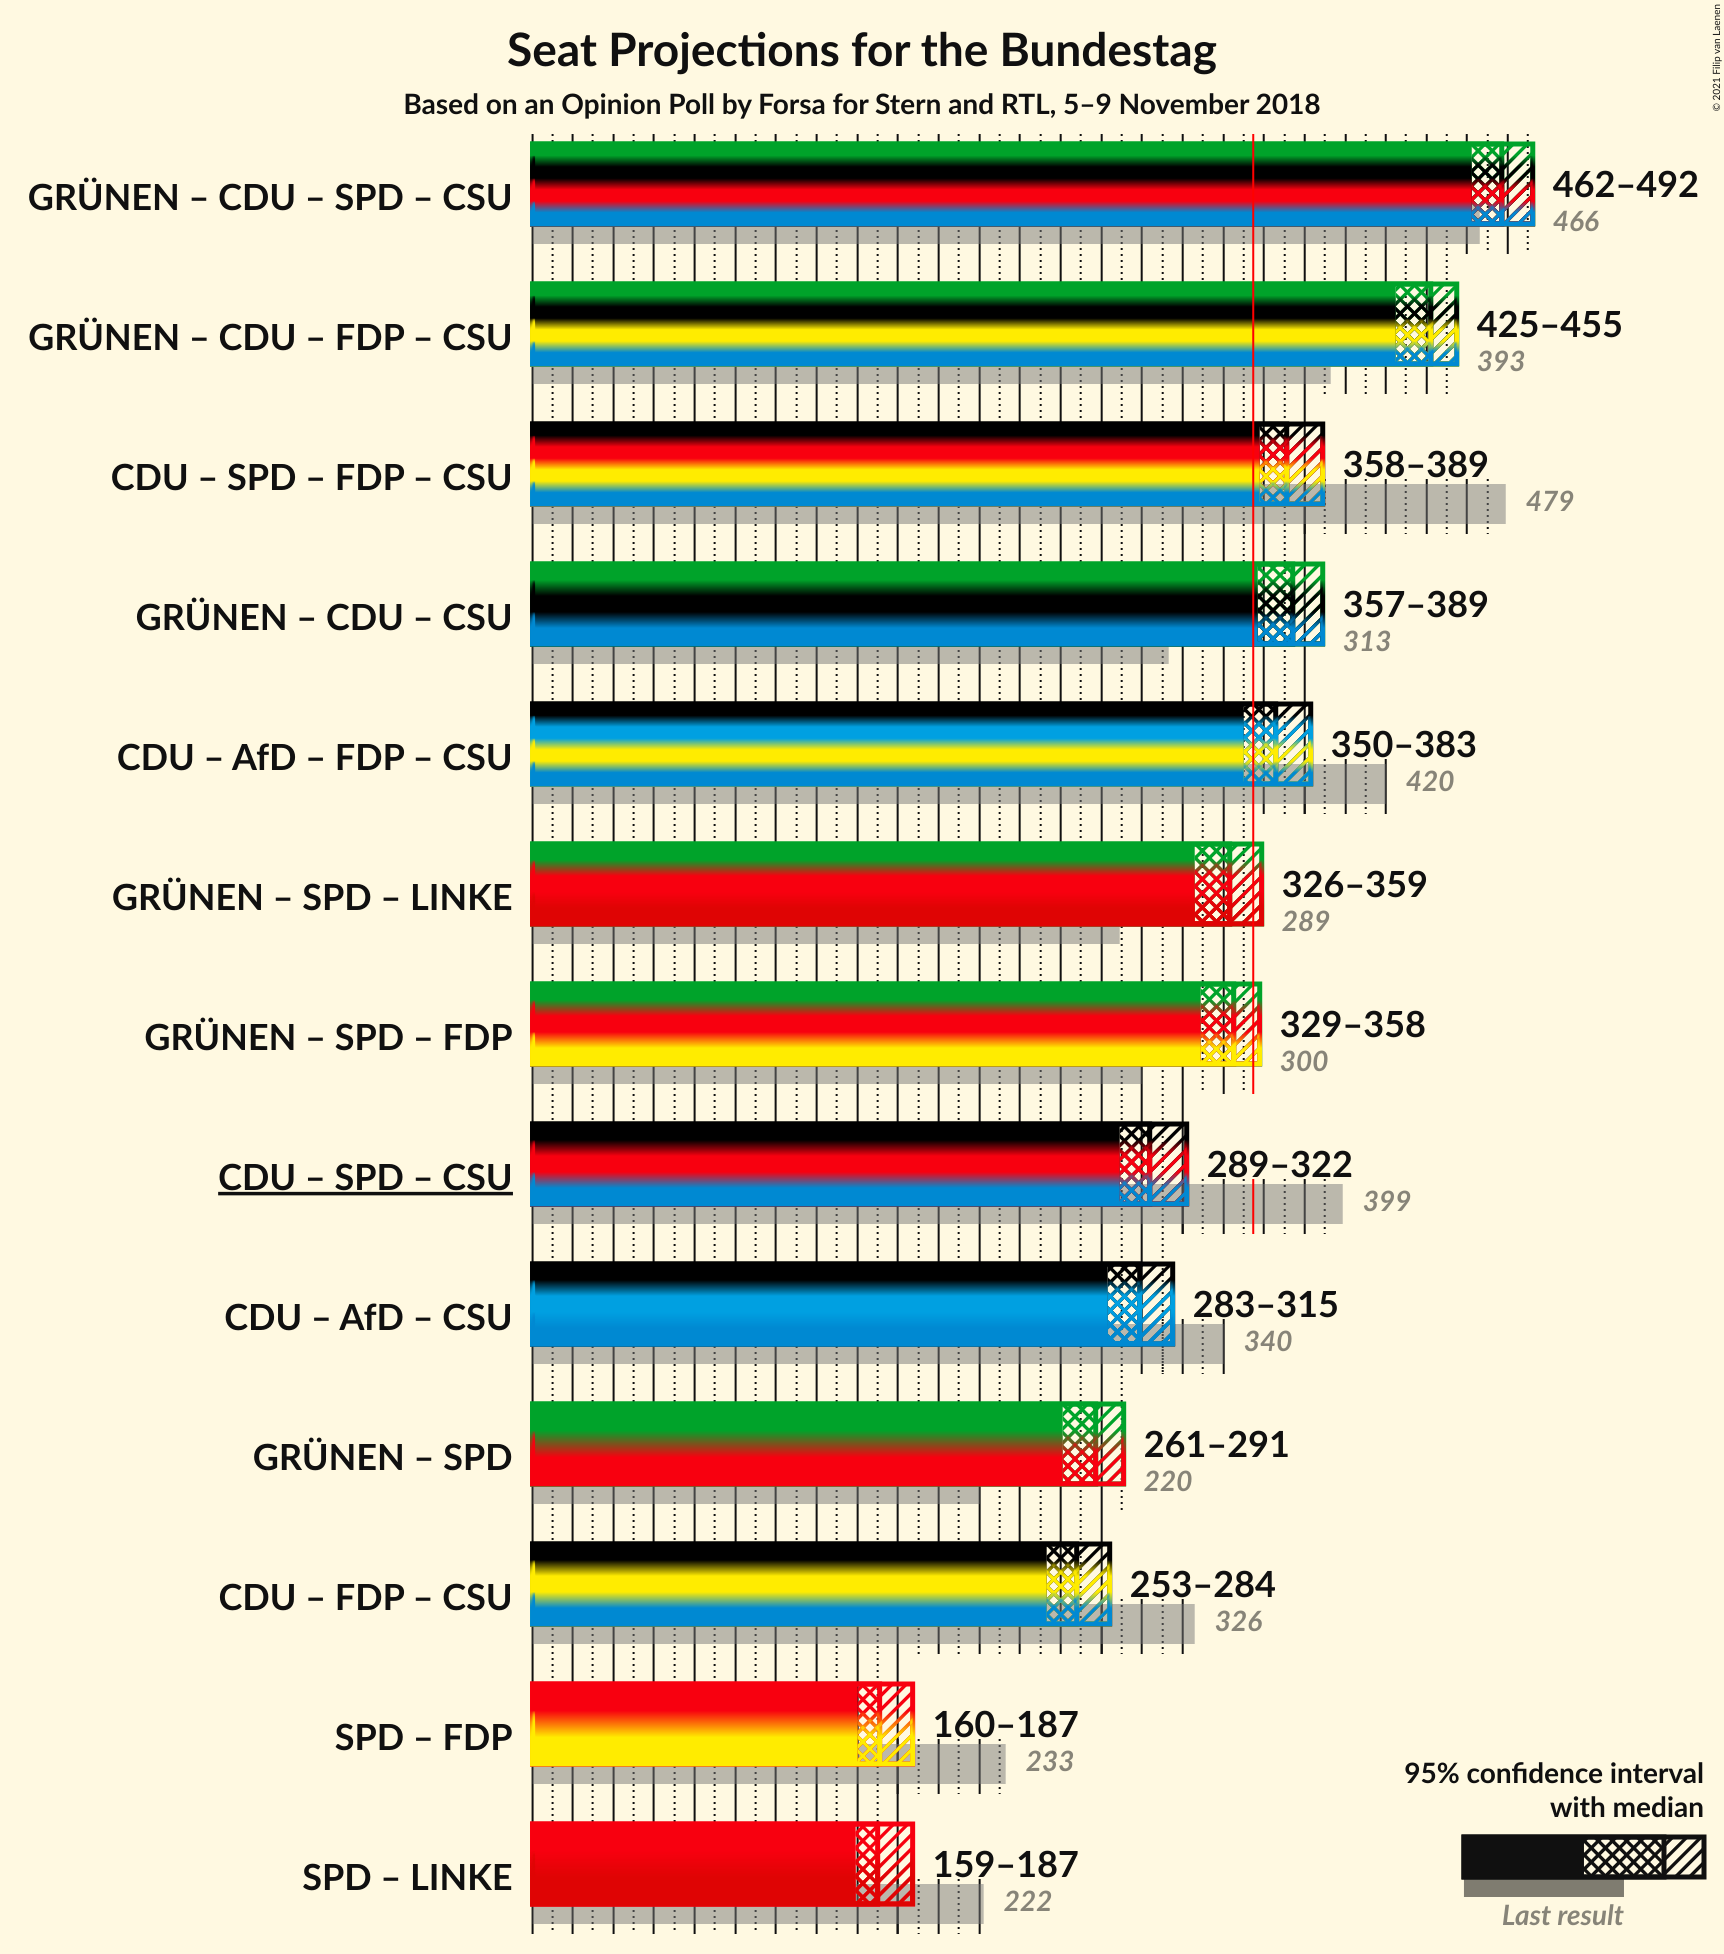 Seat Projections for the Bundestag
Based on an Opinion Poll by Forsa for Stern and RTL, 5–9 November 2018
© 2021 Filip van Laenen
GRÜNEN – CDU – SPD – CSU
462–492
466
GRÜNEN – CDU – FDP – CSU
425–455
393
CDU – SPD – FDP – CSU
358–389
479
GRÜNEN – CDU – CSU
357–389
313
CDU – AfD – FDP – CSU
350–383
420
GRÜNEN – SPD – LINKE
326–359
289
GRÜNEN – SPD – FDP
329–358
300
CDU – SPD – CSU
289–322
399
CDU – AfD – CSU
283–315
340
GRÜNEN – SPD
261–291
220
CDU – FDP – CSU
253–284
326
SPD – FDP
160–187
233
SPD – LINKE
159–187
222
95% confidence interval
with median
Last result